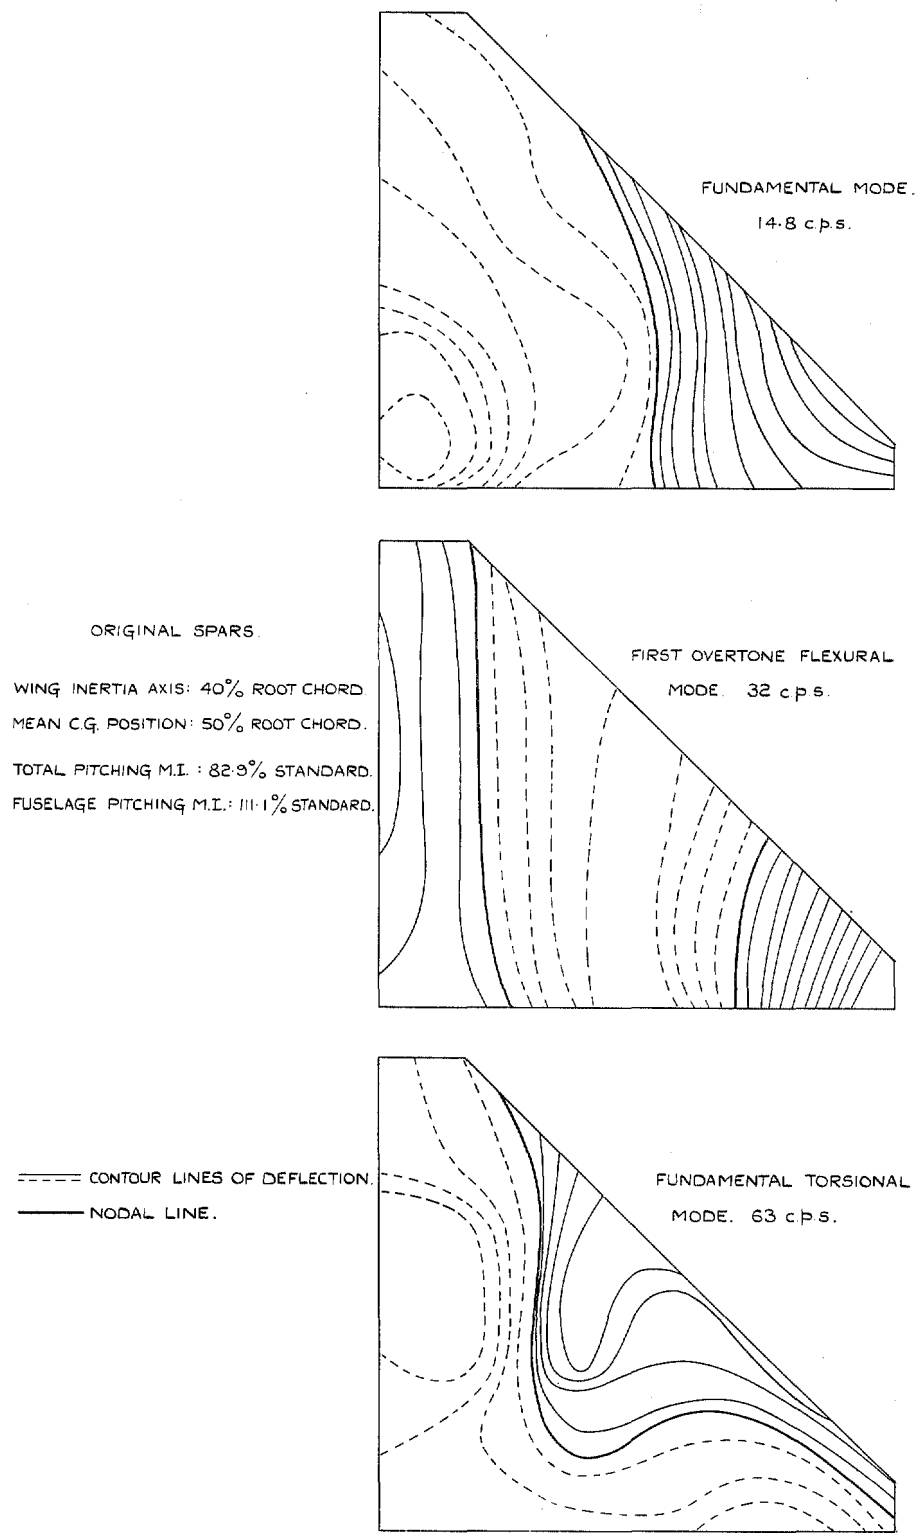 FUNDAMENTAL MODE.
14·8 c.p.s.
ORIGINAL SPARS.
WING INERTIA AXIS: 40% ROOT CHORD.
MEAN C.G. POSITION: 50% ROOT CHORD.
TOTAL PITCHING M.I. : 82·9% STANDARD.
FUSELAGE PITCHING M.I.: 111·1% STANDARD.
FIRST OVERTONE FLEXURAL
MODE. 32 c.p.s.
CONTOUR LINES OF DEFLECTION.
NODAL LINE.
FUNDAMENTAL TORSIONAL
MODE. 63 c.p.s.